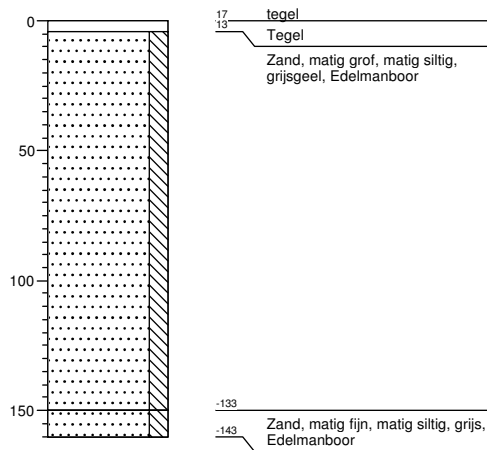 0
50
100
150
17 tegel
13 Tegel
Zand, matig grof, matig siltig,
grijsgeel, Edelmanboor
-133
Zand, matig fijn, matig siltig, grijs,
-143 Edelmanboor